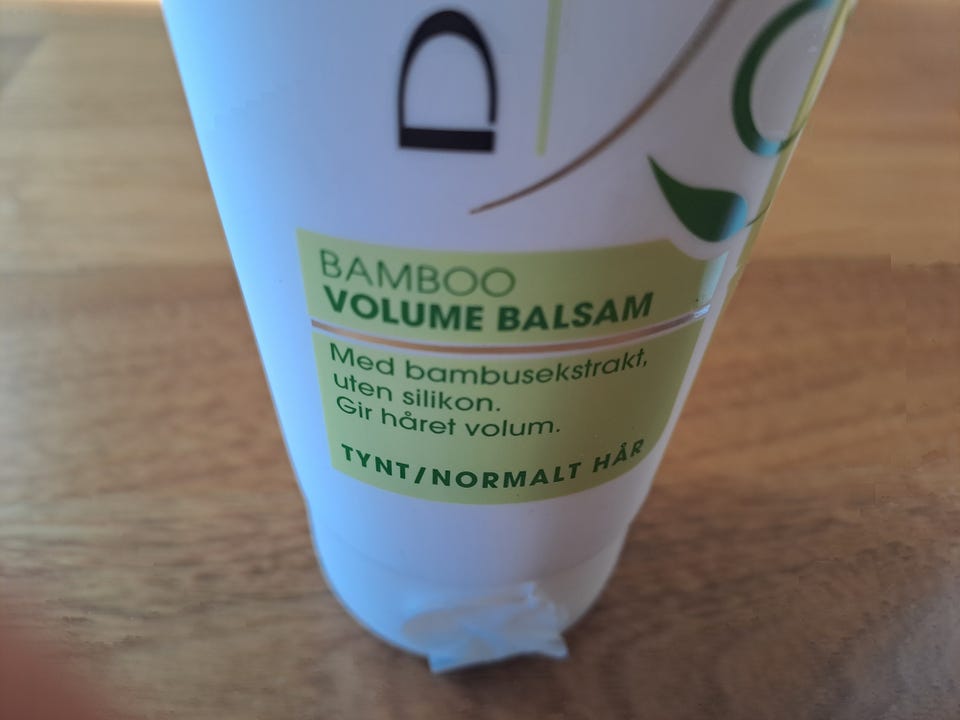 D
BAMBOO
VOLUME BALSAM
Med bambusekstrakt,
uten silikon.
Gir håret volum.
TYNT/NORMALT HÅR